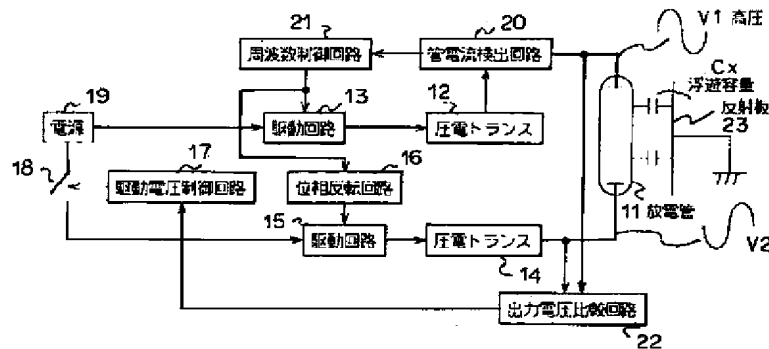 21
周波数制御回路
20
管電流検出回路
V1 高圧
Cx
浮遊容量
反射板
23
19
電源
13
駆動回路
12
圧電トランス
18
17
駆動電圧制御回路
16
位相反転回路
11 放電管
15
駆動回路
圧電トランス
14
V2
出力電圧比較回路
22